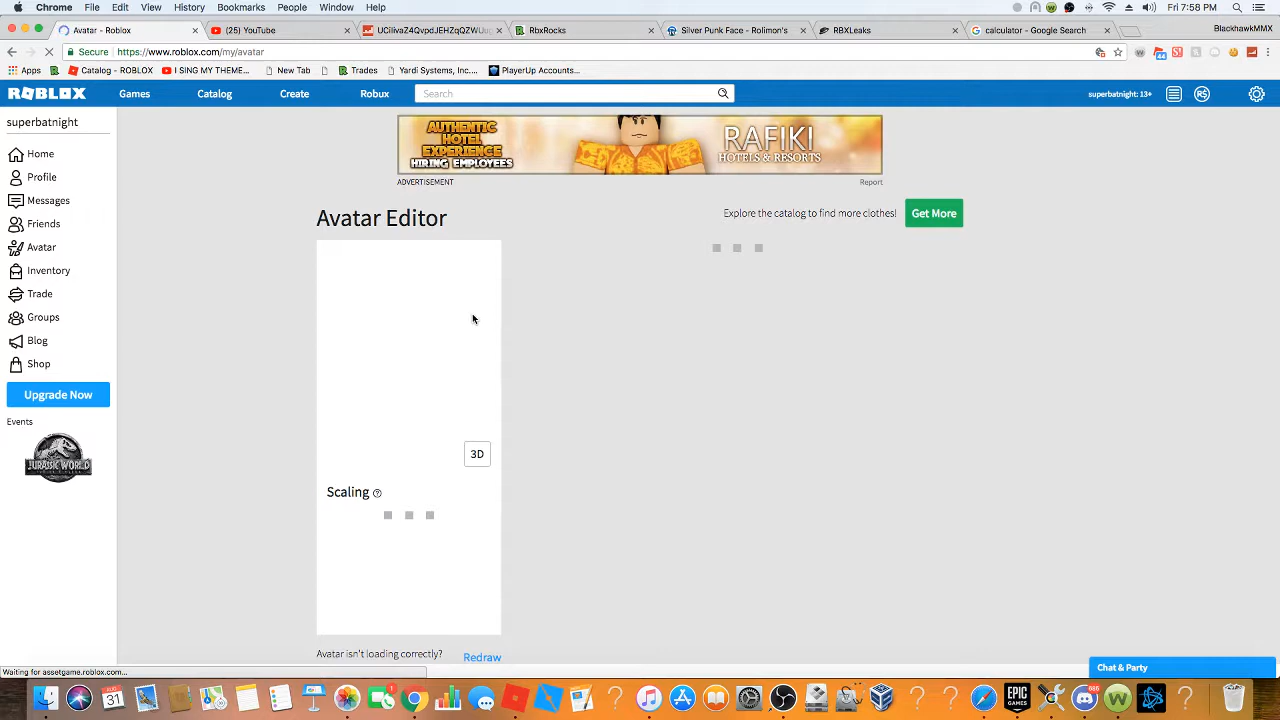 Chrome File Edit View History Bookmarks People Window Help Fri 7:58 PM
Avatar - Roblox (25) YouTube RbxRocks Silver Punk Face - Rolimon's RBXLeaks calculator - Google Search BlackhawkMMX
Secure https://www.roblox.com/my/avatar
Apps Catalog - ROBLOX I SING MY THEME... New Tab Trades Yardi Systems, Inc.... PlayerUp Accounts...
ROBLOX Games Catalog Create Robux Search superbatnight: 13+
superbatnight
Home
Profile
Messages
Friends
Avatar
Inventory
Trade
Groups
Blog
Shop
Upgrade Now
Events
JURASSIC WORLD
AUTHENTIC
HOTEL
EXPERIENCE
HIRING EMPLOYEES
RAFIKI
HOTELS & RESORTS
ADVERTISEMENT Report
Avatar Editor
Explore the catalog to find more clothes! Get More
3D
Scaling
Avatar isn't loading correctly? Redraw
Waiting for assetgame.roblox.com...
Chat & Party
AUG
31
EPIC
GAMES